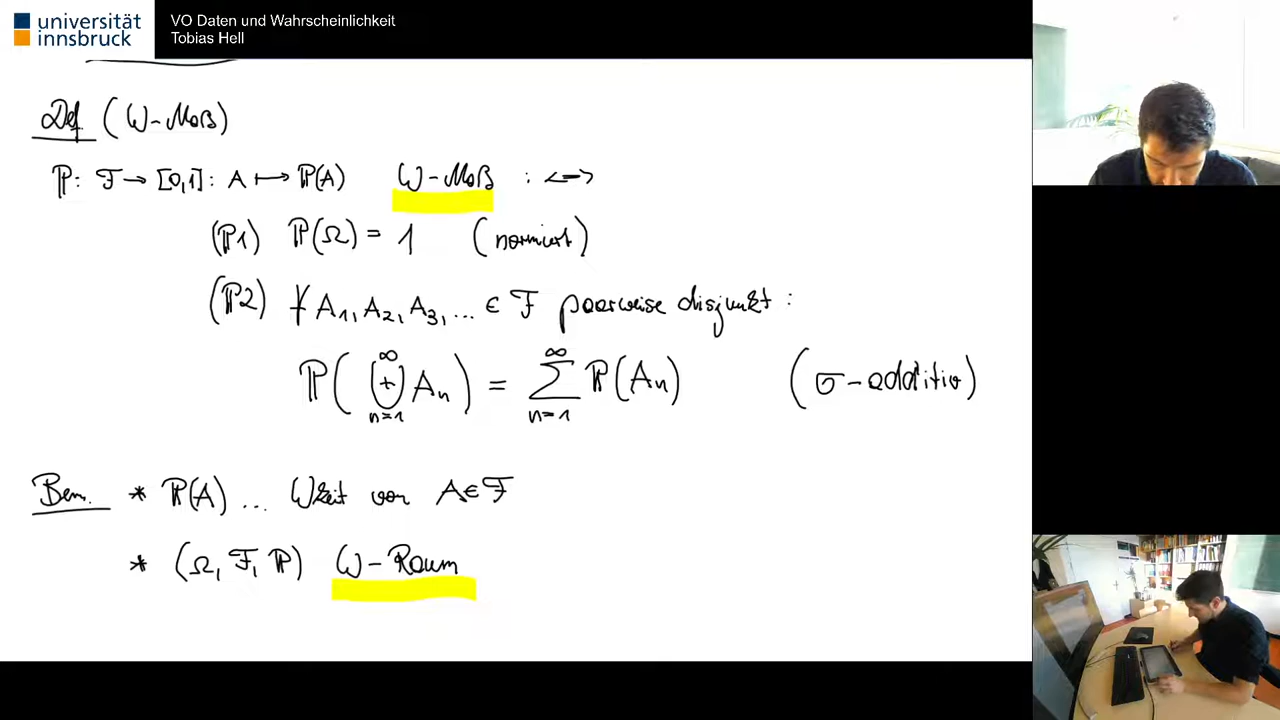 universität
innsbruck
VO Daten und Wahrscheinlichkeit
Tobias Hell
Def (W-Maß)
ℙ: ℱ → [0,1]: A ↦ ℙ(A) W-Maß :⟺
(ℙ1) ℙ(Ω) = 1 (normiert)
(ℙ2) ∀ A₁, A₂, A₃, ... ∈ ℱ paarweise disjunkt:
ℙ(⨄_{n=1}^{∞} Aₙ) = ∑_{n=1}^{∞} ℙ(Aₙ) (σ-additiv)
Bem. * ℙ(A) ... Wkeit von A ∈ ℱ
* (Ω, ℱ, ℙ) W-Raum